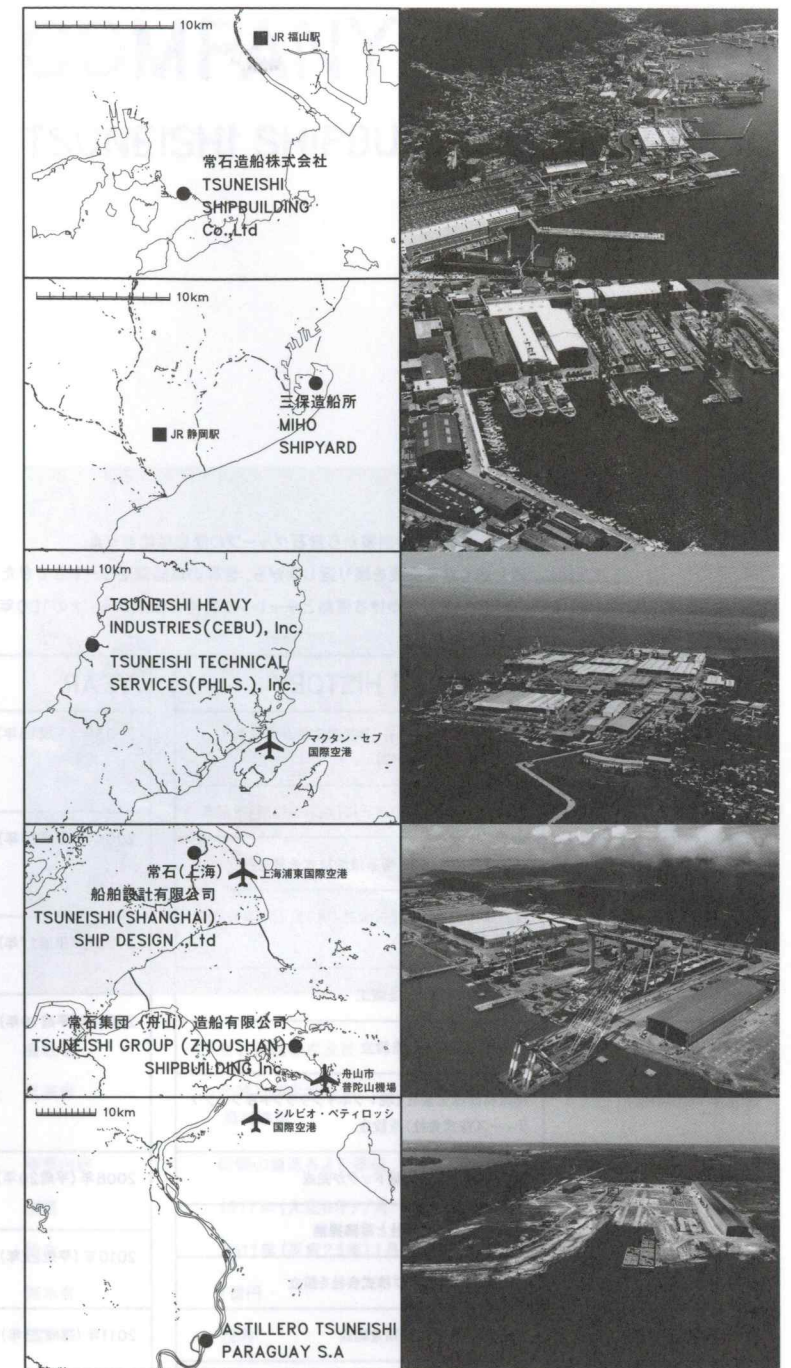 10km
JR 福山駅
常石造船株式会社
TSUNEISHI
SHIPBUILDING
Co.,Ltd
10km
三保造船所
MIHO
SHIPYARD
JR 静岡駅
10km
TSUNEISHI HEAVY
INDUSTRIES(CEBU), Inc.
TSUNEISHI TECHNICAL
SERVICES(PHILS.), Inc.
マクタン・セブ
国際空港
10km
常石(上海)
船舶設計有限公司
TSUNEISHI(SHANGHAI)
SHIP DESIGN.,Ltd
上海浦東国際空港
常石集団(舟山)造船有限公司
TSUNEISHI GROUP (ZHOUSHAN)
SHIPBUILDING Inc.
舟山市
普陀山機場
10km
シルビオ・ペティロッシ
国際空港
ASTILLERO TSUNEISHI
PARAGUAY S.A